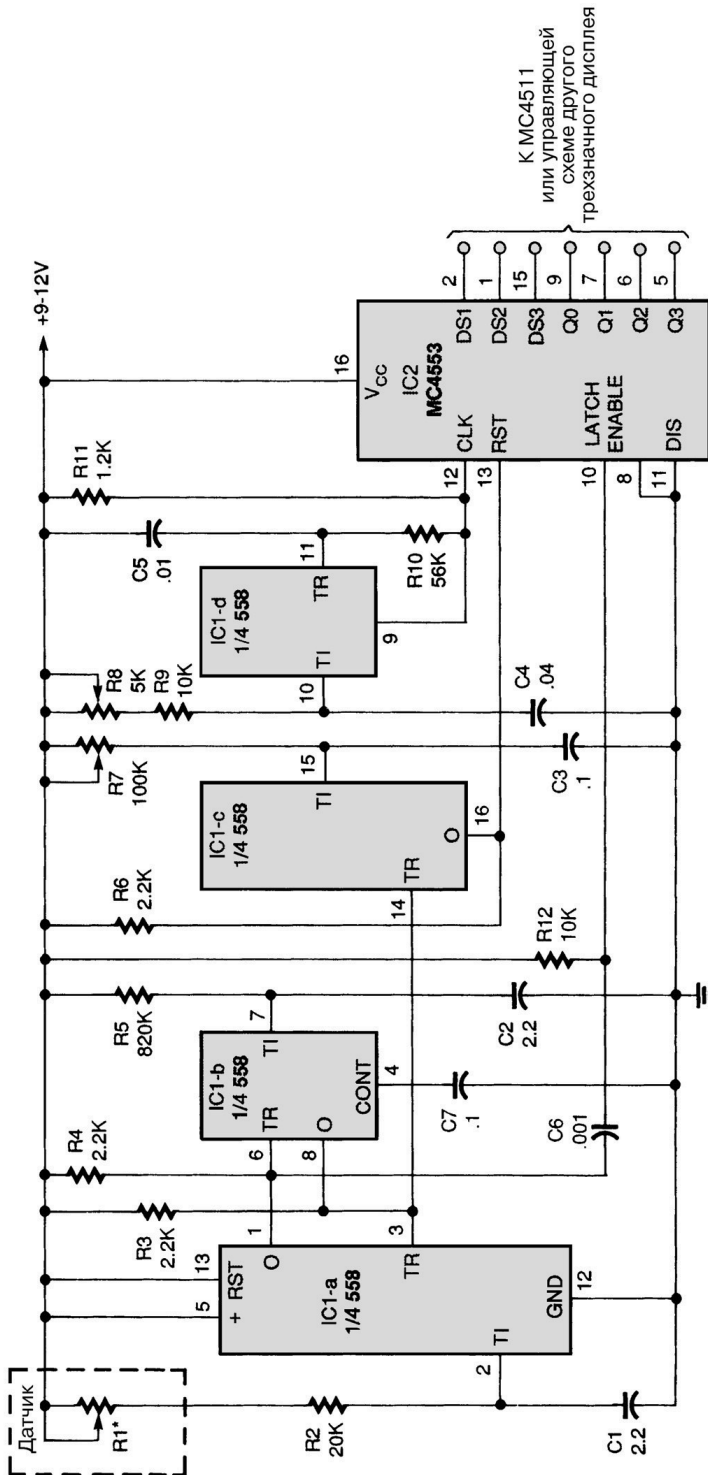 Датчик
R1*
R2
20K
C1
2.2
+9-12V
R3
2.2K
R4
2.2K
5
13
+
RST
O
1
IC1-a
1/4 558
TR
3
TI
2
GND
12
IC1-b
1/4 558
TR
6
O
8
TI
7
CONT
4
R5
820K
C2
2.2
C7
.1
C6
.001
R6
2.2K
R12
10K
IC1-c
1/4 558
TR
14
TI
15
O
16
R7
100K
R8
5K
R9
10K
C3
.1
C4
.04
IC1-d
1/4 558
TI
10
TR
11
9
C5
.01
R10
56K
R11
1.2K
16
VCC
IC2
MC4553
12
CLK
13
RST
10
LATCH
ENABLE
8
11
DIS
DS1
2
DS2
1
DS3
15
Q0
9
Q1
7
Q2
6
Q3
5
К MC4511
или управляющей
схеме другого
трехзначного дисплея